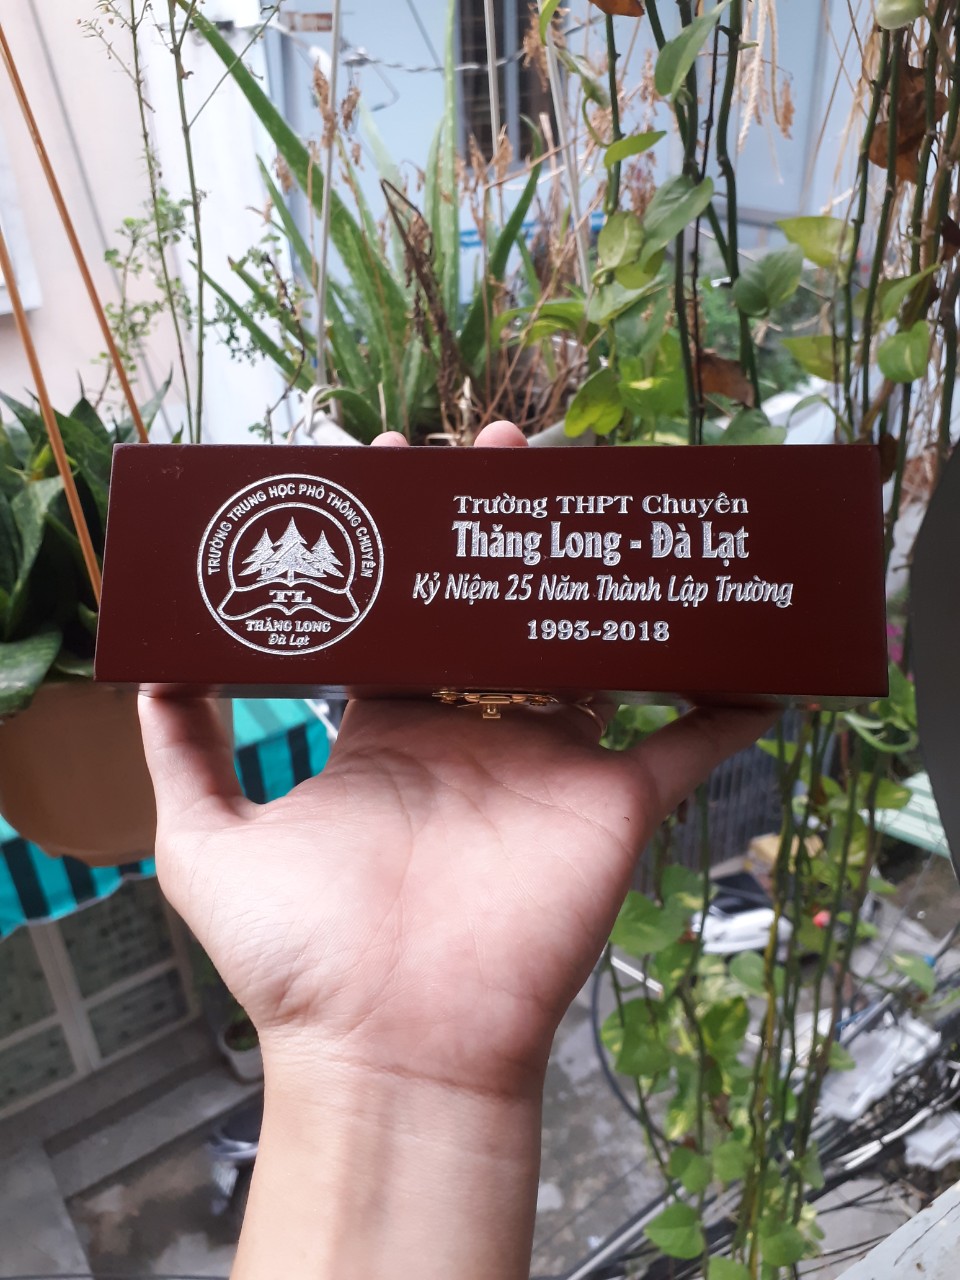 TRƯỜNG TRUNG HỌC PHỔ THÔNG CHUYÊN
TL
THĂNG LONG
Đà Lạt
Trường THPT Chuyên
Thăng Long - Đà Lạt
Kỷ Niệm 25 Năm Thành Lập Trường
1993-2018